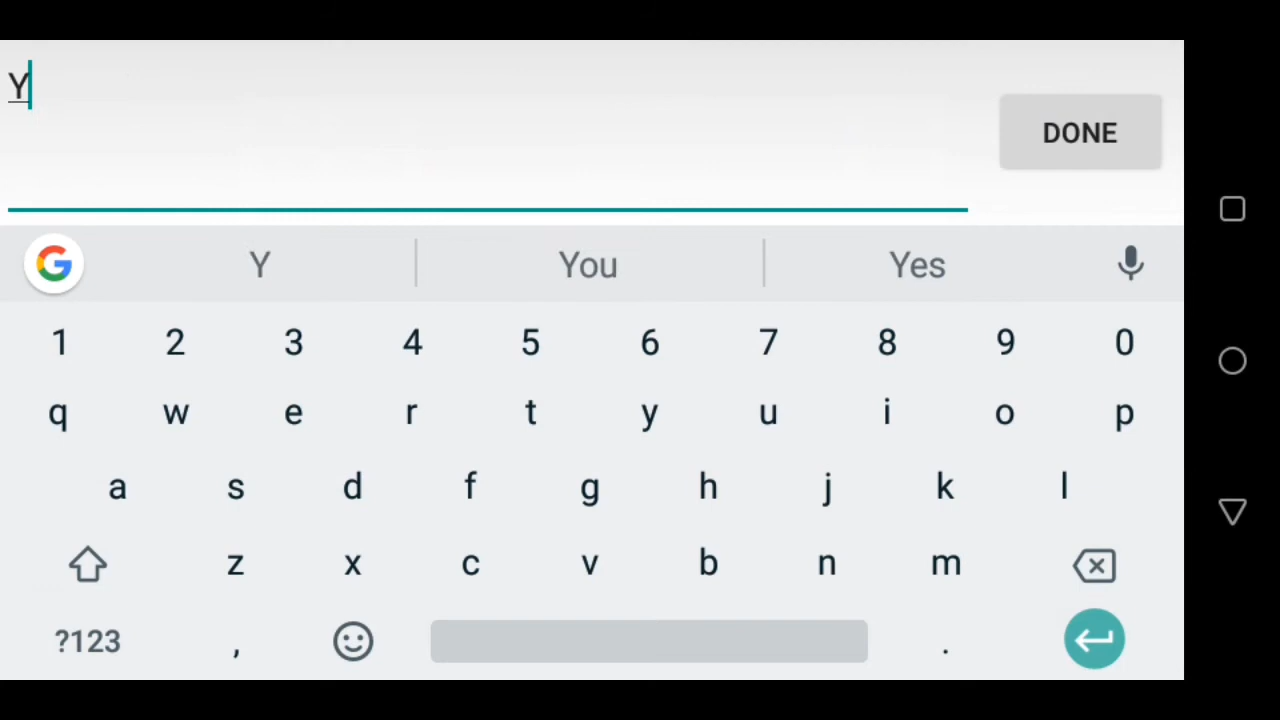 Y
DONE
Y You Yes
1 2 3 4 5 6 7 8 9 0
q w e r t y u i o p
a s d f g h j k l
z x c v b n m
?123 , .